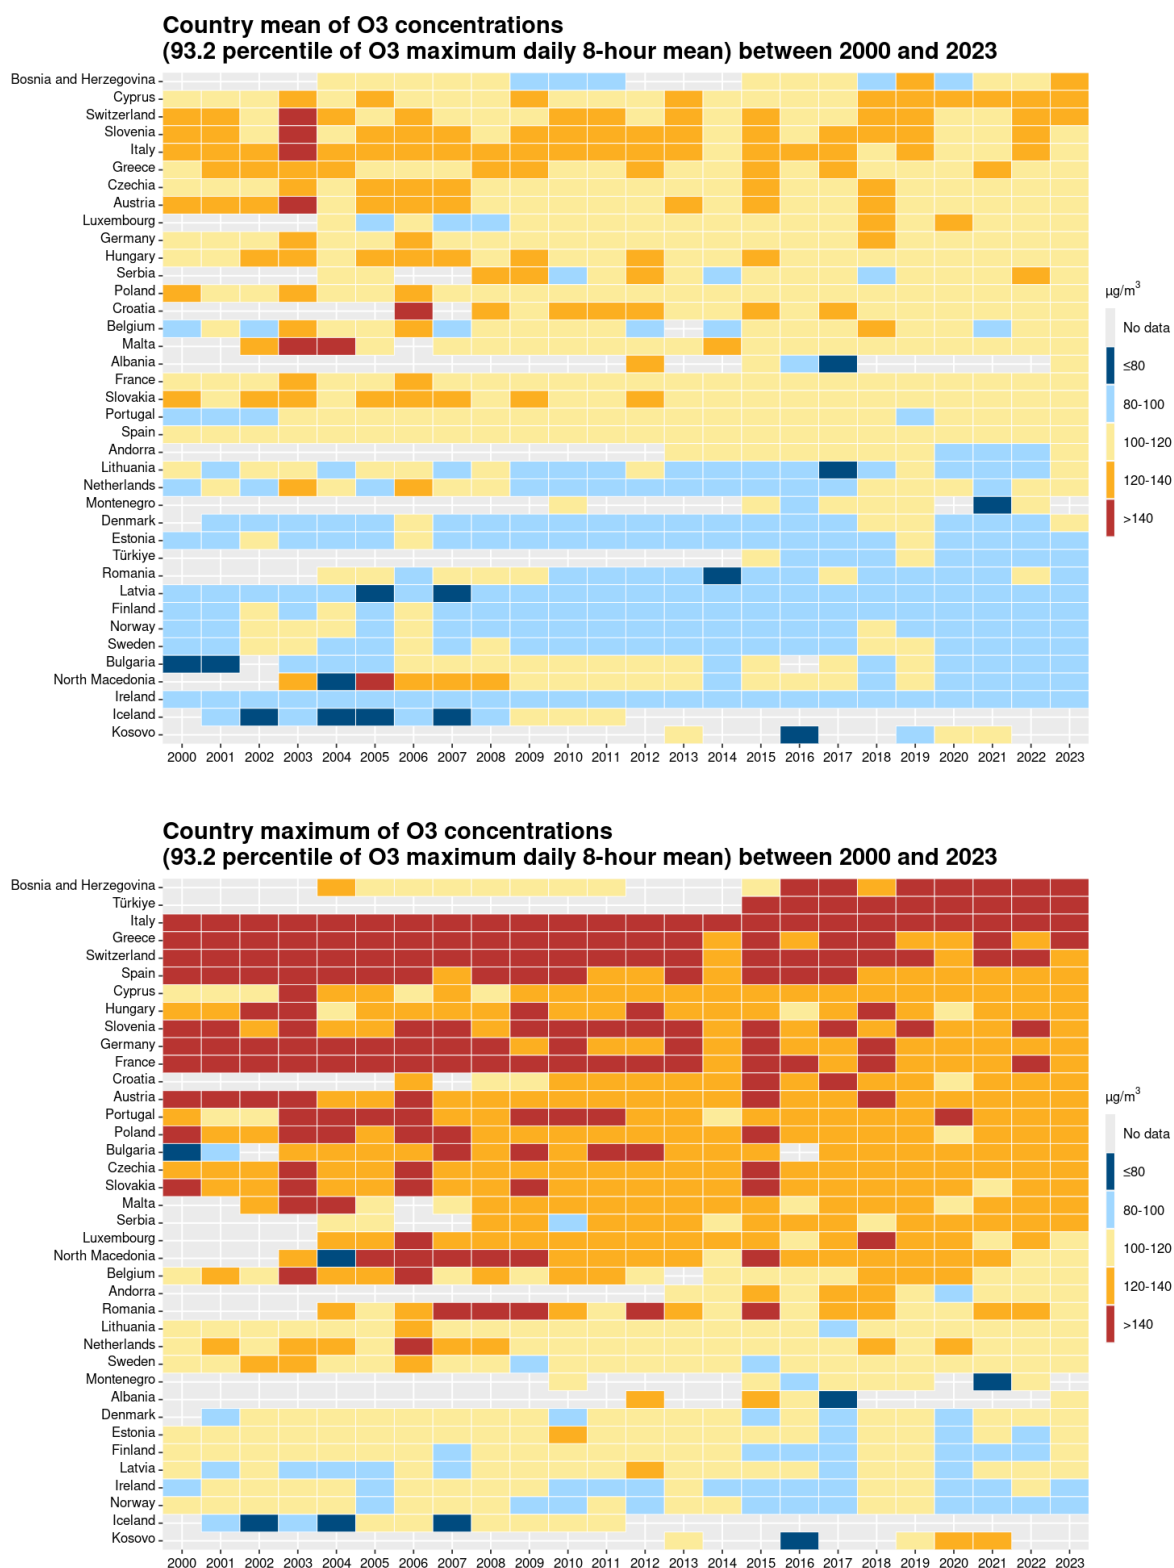 Country mean of O3 concentrations
(93.2 percentile of O3 maximum daily 8-hour mean) between 2000 and 2023
Bosnia and Herzegovina
Cyprus
Switzerland
Slovenia
Italy
Greece
Czechia
Austria
Luxembourg
Germany
Hungary
Serbia
Poland
Croatia
Belgium
Malta
Albania
France
Slovakia
Portugal
Spain
Andorra
Lithuania
Netherlands
Montenegro
Denmark
Estonia
Türkiye
Romania
Latvia
Finland
Norway
Sweden
Bulgaria
North Macedonia
Ireland
Iceland
Kosovo
2000 2001 2002 2003 2004 2005 2006 2007 2008 2009 2010 2011 2012 2013 2014 2015 2016 2017 2018 2019 2020 2021 2022 2023
µg/m³
No data
≤80
80-100
100-120
120-140
>140
Country maximum of O3 concentrations
(93.2 percentile of O3 maximum daily 8-hour mean) between 2000 and 2023
Bosnia and Herzegovina
Türkiye
Italy
Greece
Switzerland
Spain
Cyprus
Hungary
Slovenia
Germany
France
Croatia
Austria
Portugal
Poland
Bulgaria
Czechia
Slovakia
Malta
Serbia
Luxembourg
North Macedonia
Belgium
Andorra
Romania
Lithuania
Netherlands
Sweden
Montenegro
Albania
Denmark
Estonia
Finland
Latvia
Ireland
Norway
Iceland
Kosovo
2000 2001 2002 2003 2004 2005 2006 2007 2008 2009 2010 2011 2012 2013 2014 2015 2016 2017 2018 2019 2020 2021 2022 2023
µg/m³
No data
≤80
80-100
100-120
120-140
>140